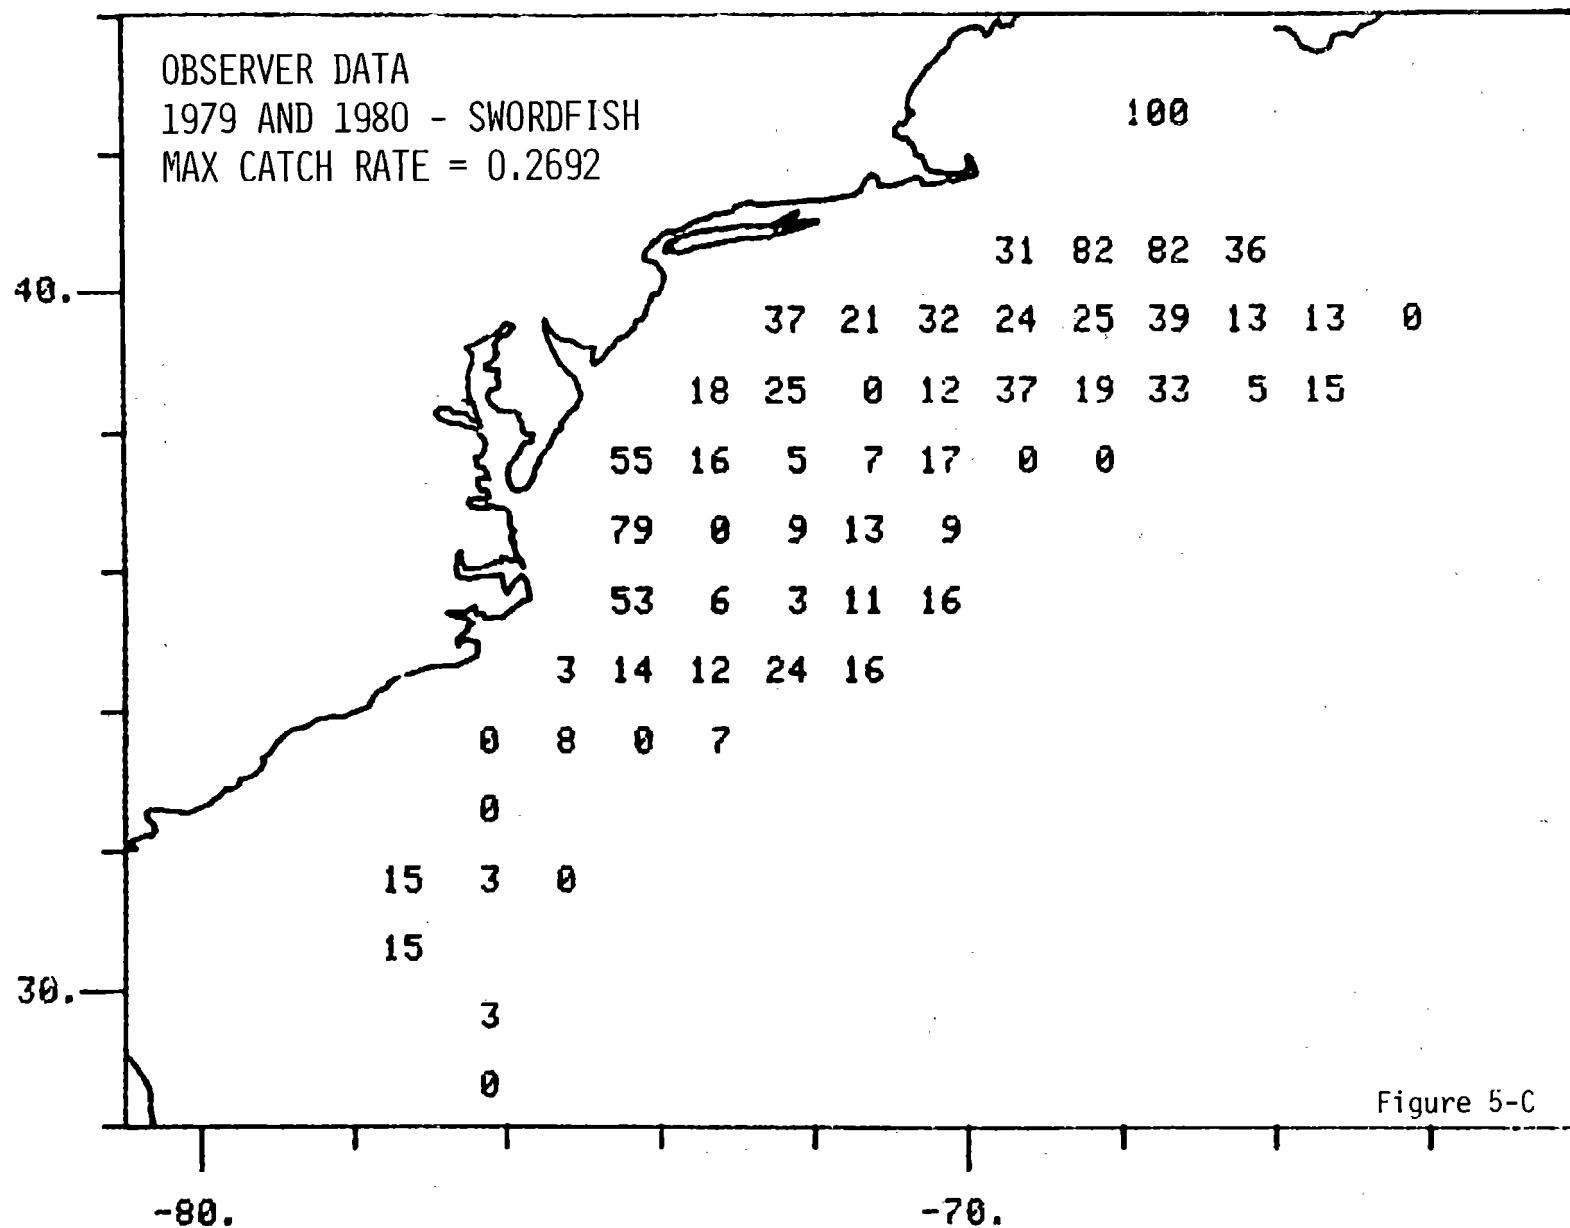 OBSERVER DATA
1979 AND 1980 - SWORDFISH
MAX CATCH RATE = 0.2692
100
31 82 82 36
40.
37 21 32 24 25 39 13 13 0
18 25 0 12 37 19 33 5 15
55 16 5 7 17 0 0
79 0 9 13 9
53 6 3 11 16
3 14 12 24 16
0 8 0 7
0
15 3 0
15
30.
3
0
Figure 5-C
-80. -70.